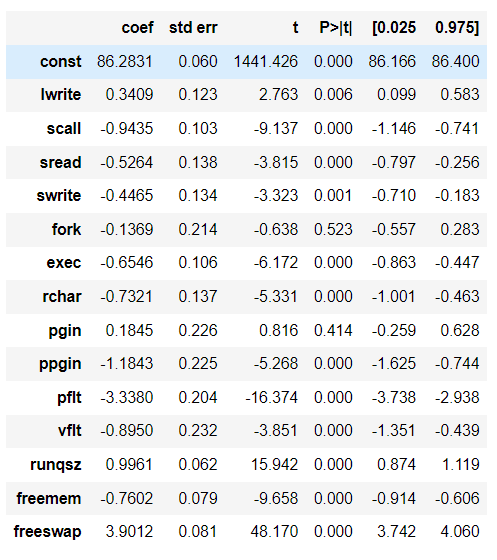 coef std err t P>|t| [0.025 0.975]
const 86.2831 0.060 1441.426 0.000 86.166 86.400
lwrite 0.3409 0.123 2.763 0.006 0.099 0.583
scall -0.9435 0.103 -9.137 0.000 -1.146 -0.741
sread -0.5264 0.138 -3.815 0.000 -0.797 -0.256
swrite -0.4465 0.134 -3.323 0.001 -0.710 -0.183
fork -0.1369 0.214 -0.638 0.523 -0.557 0.283
exec -0.6546 0.106 -6.172 0.000 -0.863 -0.447
rchar -0.7321 0.137 -5.331 0.000 -1.001 -0.463
pgin 0.1845 0.226 0.816 0.414 -0.259 0.628
ppgin -1.1843 0.225 -5.268 0.000 -1.625 -0.744
pflt -3.3380 0.204 -16.374 0.000 -3.738 -2.938
vflt -0.8950 0.232 -3.851 0.000 -1.351 -0.439
runqsz 0.9961 0.062 15.942 0.000 0.874 1.119
freemem -0.7602 0.079 -9.658 0.000 -0.914 -0.606
freeswap 3.9012 0.081 48.170 0.000 3.742 4.060